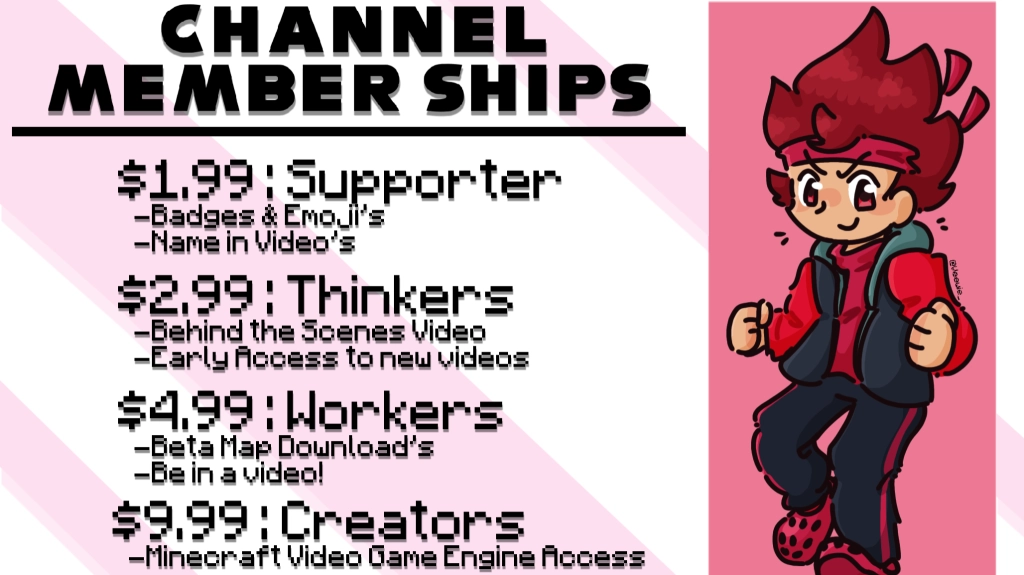 CHANNEL
MEMBER SHIPS
$1.99:Supporter
-Badges & Emoji's
-Name in Video's
$2.99:Thinkers
-Behind the Scenes Video
-Early Access to new videos
$4.99:Workers
-Beta Map Download's
-Be in a video!
$9.99:Creators
-Minecraft Video Game Engine Access